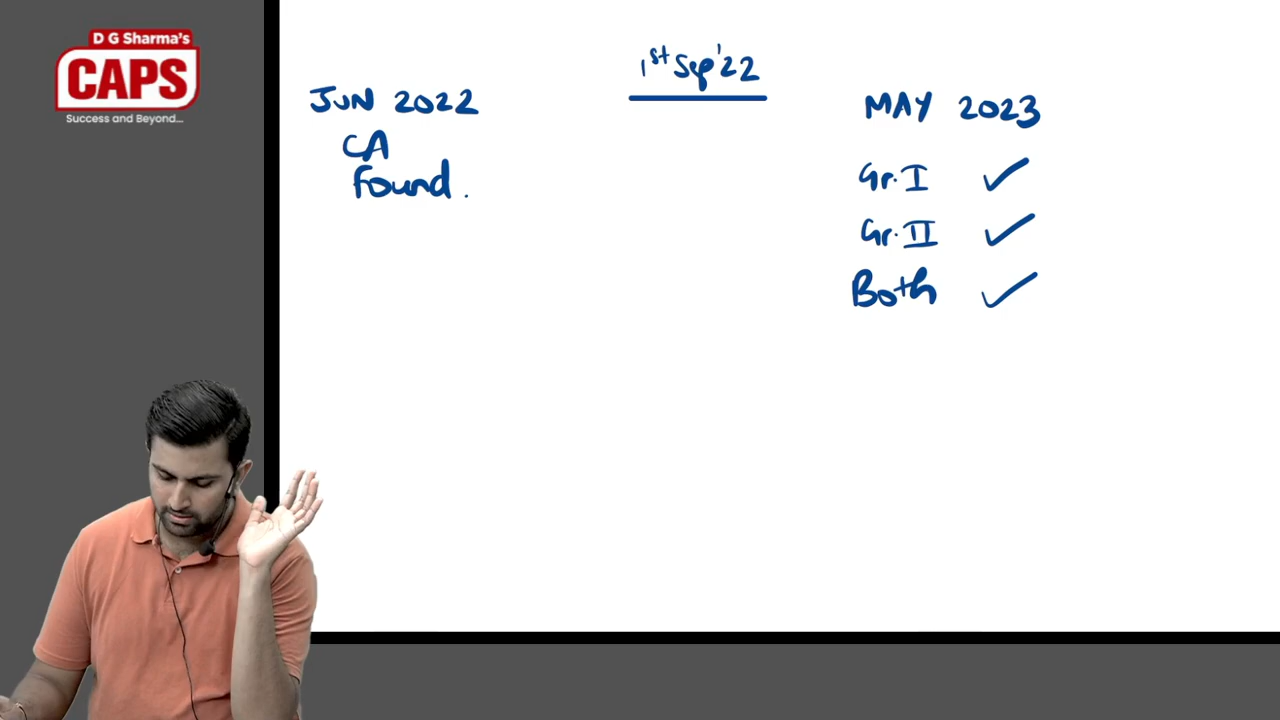 D G Sharma's
CAPS
Success and Beyond...
1st Sep'22
JUN 2022
CA
Found.
MAY 2023
Gr. I ✓
Gr. II ✓
Both ✓